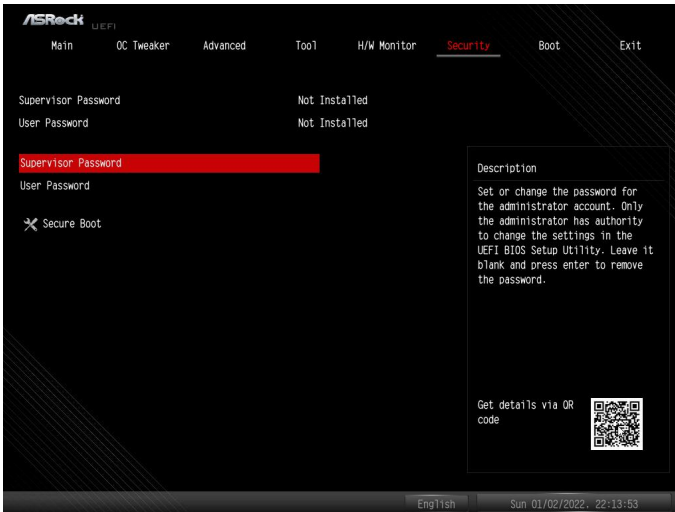 ASRock UEFI
Main OC Tweaker Advanced Tool H/W Monitor Security Boot Exit
Supervisor Password Not Installed
User Password Not Installed
Supervisor Password
User Password
Secure Boot
Description
Set or change the password for
the administrator account. Only
the administrator has authority
to change the settings in the
UEFI BIOS Setup Utility. Leave it
blank and press enter to remove
the password.
Get details via QR
code
English Sun 01/02/2022. 22:13:53